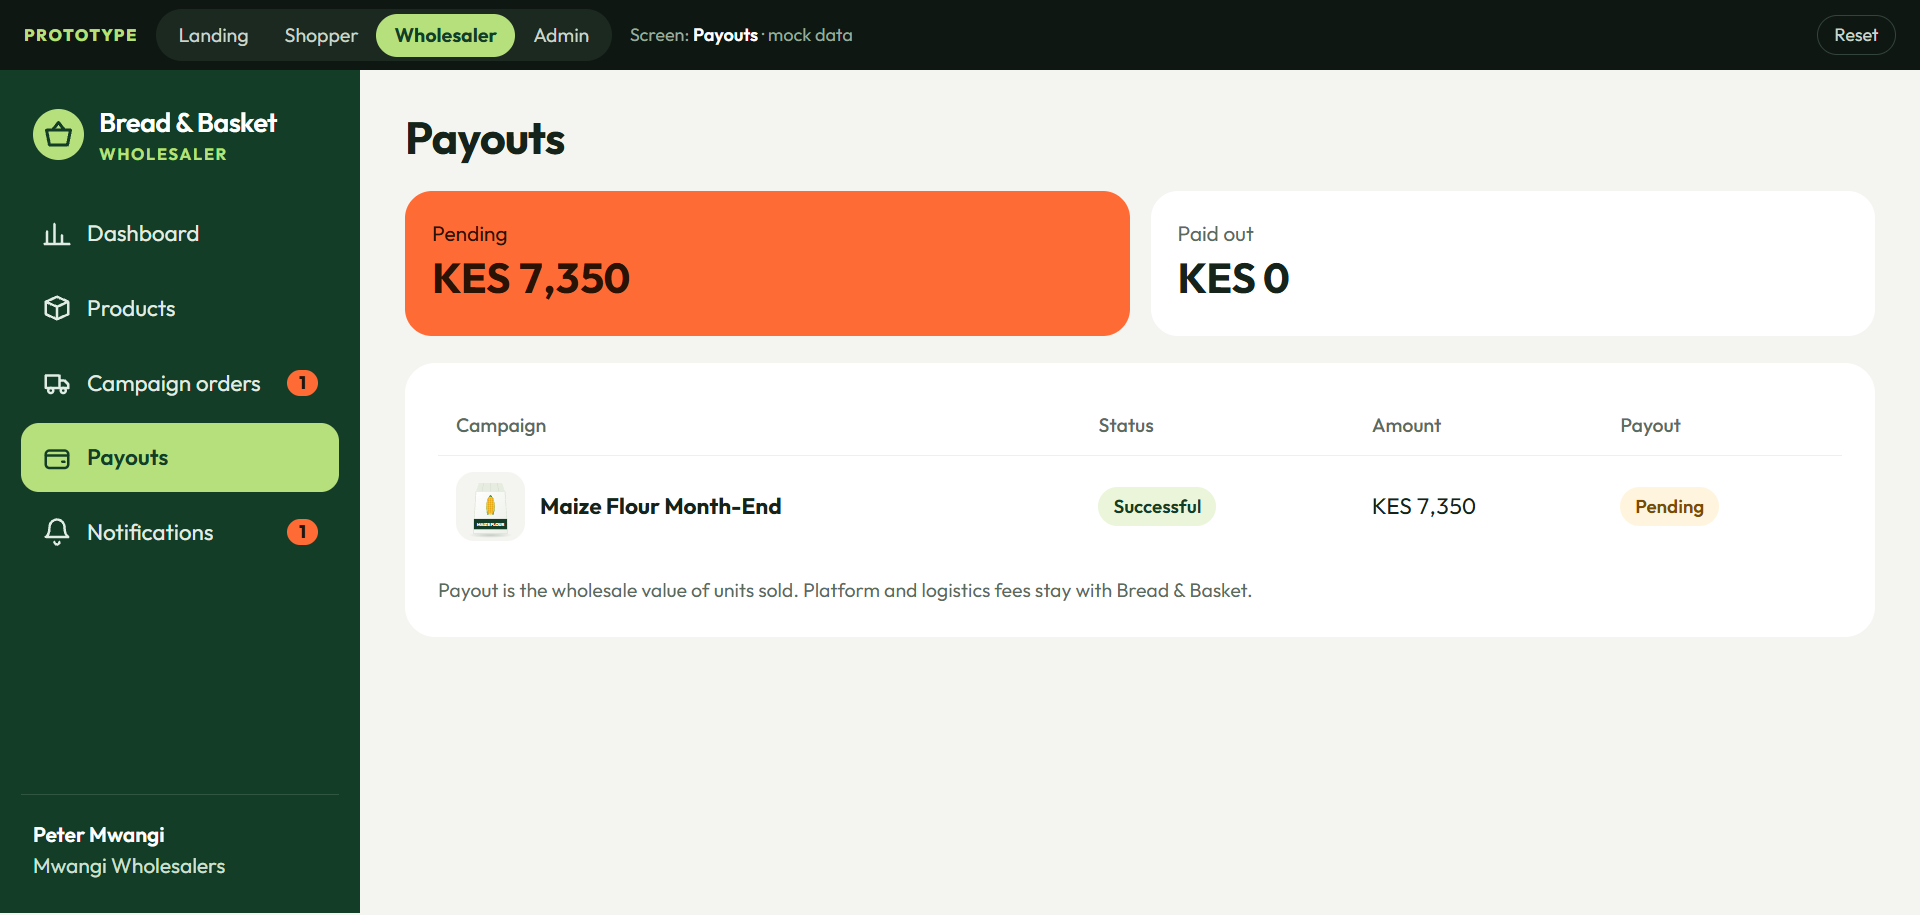 PROTOTYPE
Landing
Shopper
Wholesaler
Admin
Screen: Payouts · mock data
Reset
Bread & Basket
WHOLESALER
Dashboard
Products
Campaign orders 1
Payouts
Notifications 1
Peter Mwangi
Mwangi Wholesalers
Payouts
Pending
KES 7,350
Paid out
KES 0
Campaign Status Amount Payout
MAIZE FLOUR
Maize Flour Month-End Successful KES 7,350 Pending
Payout is the wholesale value of units sold. Platform and logistics fees stay with Bread & Basket.